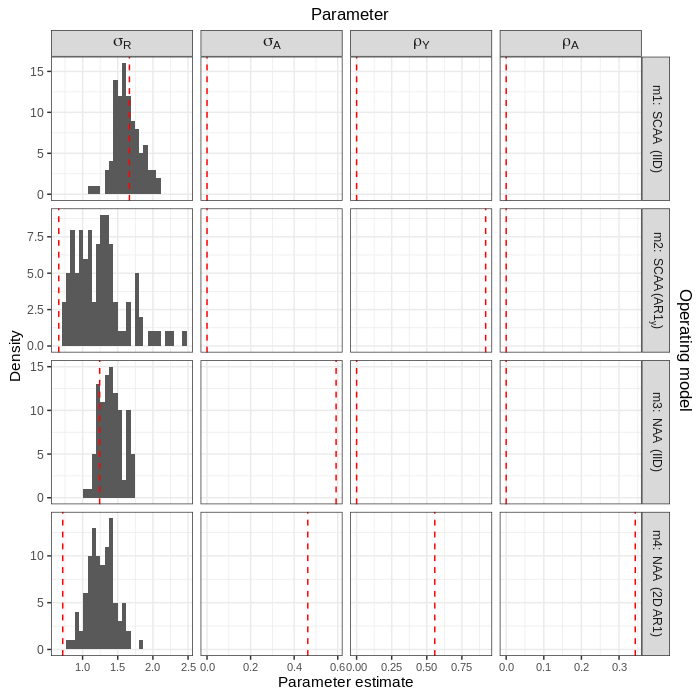 Parameter
σR
σA
ρY
ρA
15
10
5
0
m1: SCAA (IID)
7.5
5.0
2.5
0.0
m2: SCAA (AR1y)
15
10
5
0
m3: NAA (IID)
10
5
0
m4: NAA (2D AR1)
1.0 1.5 2.0 2.5
0.0 0.2 0.4 0.6
0.00 0.25 0.50 0.75
0.0 0.1 0.2 0.3
Parameter estimate
Density
Operating model